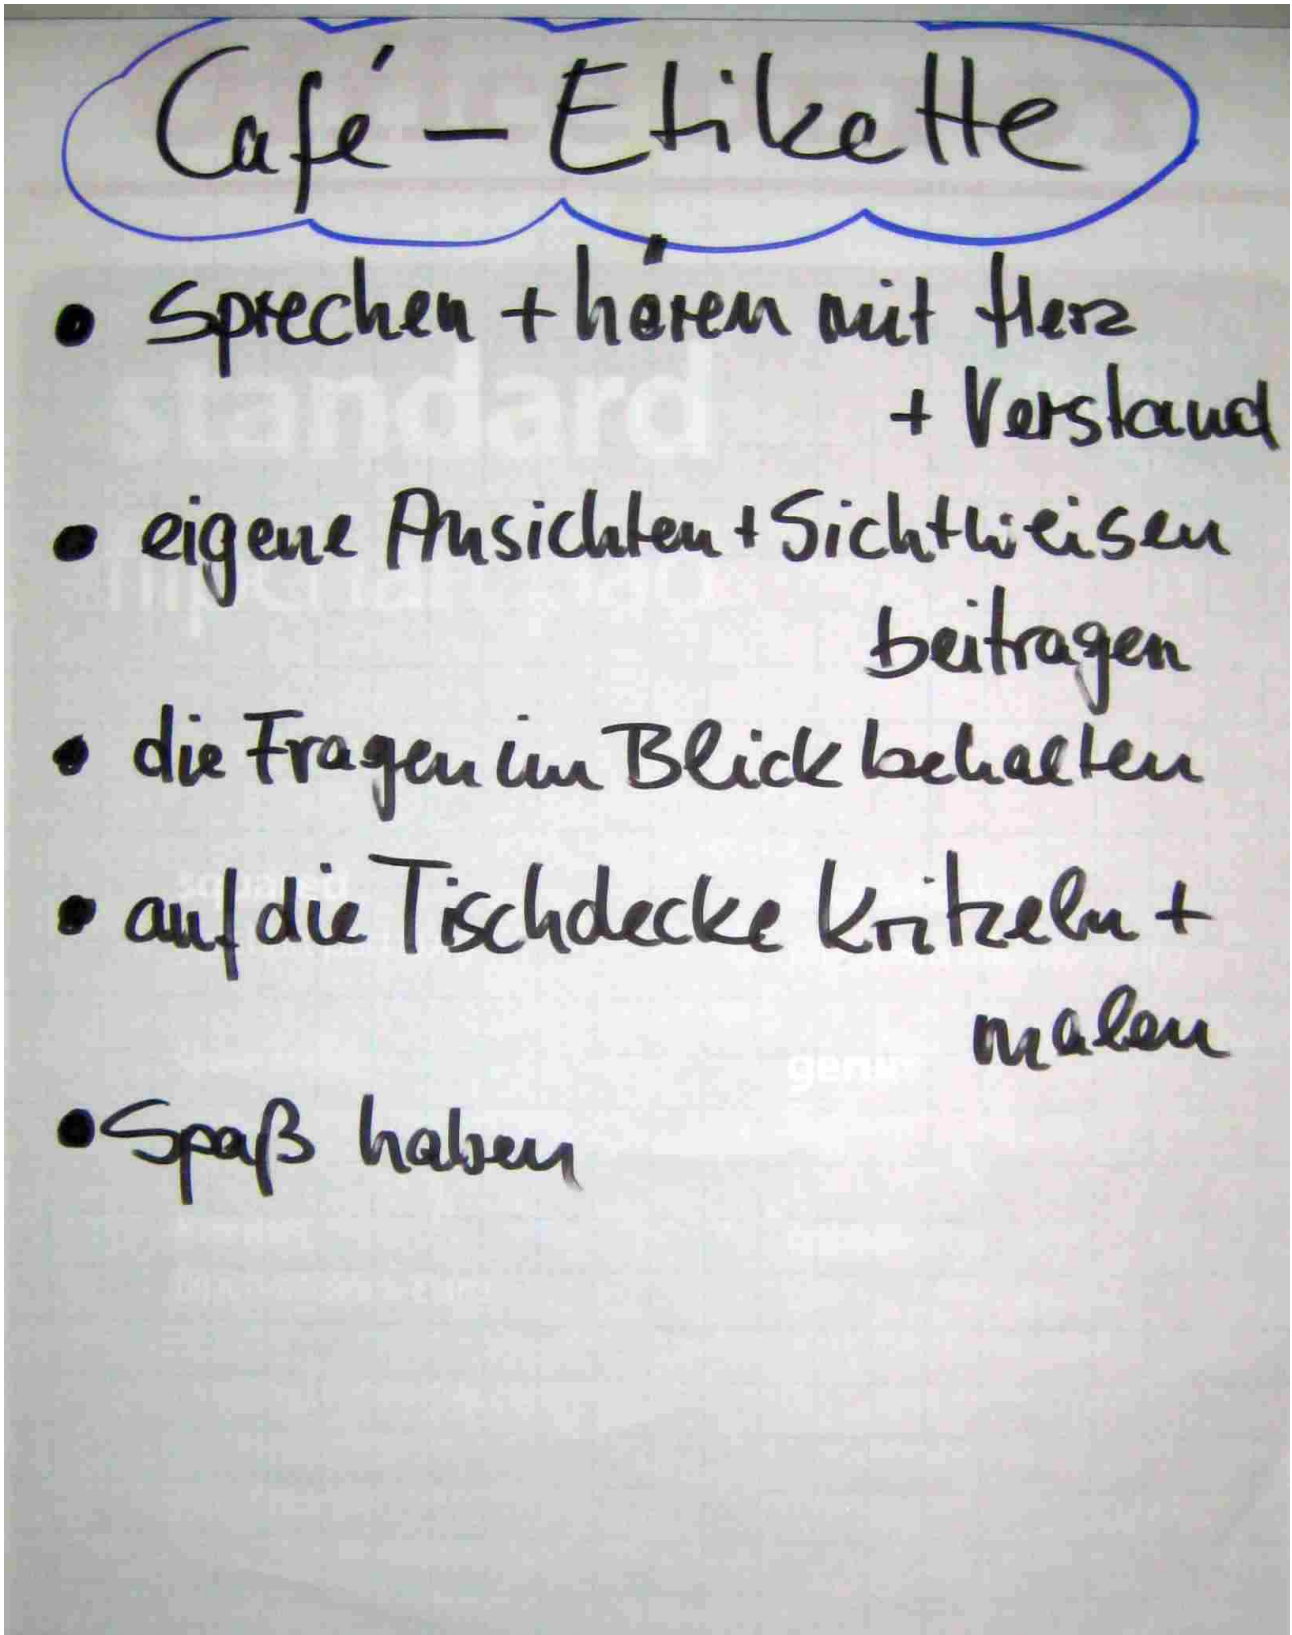 Café – Etikette
• Sprechen + hören mit Herz
+ Verstand
• eigene Ansichten + Sichtweisen
beitragen
• die Fragen im Blick behalten
• auf die Tischdecke kritzeln +
malen
• Spaß haben
standard